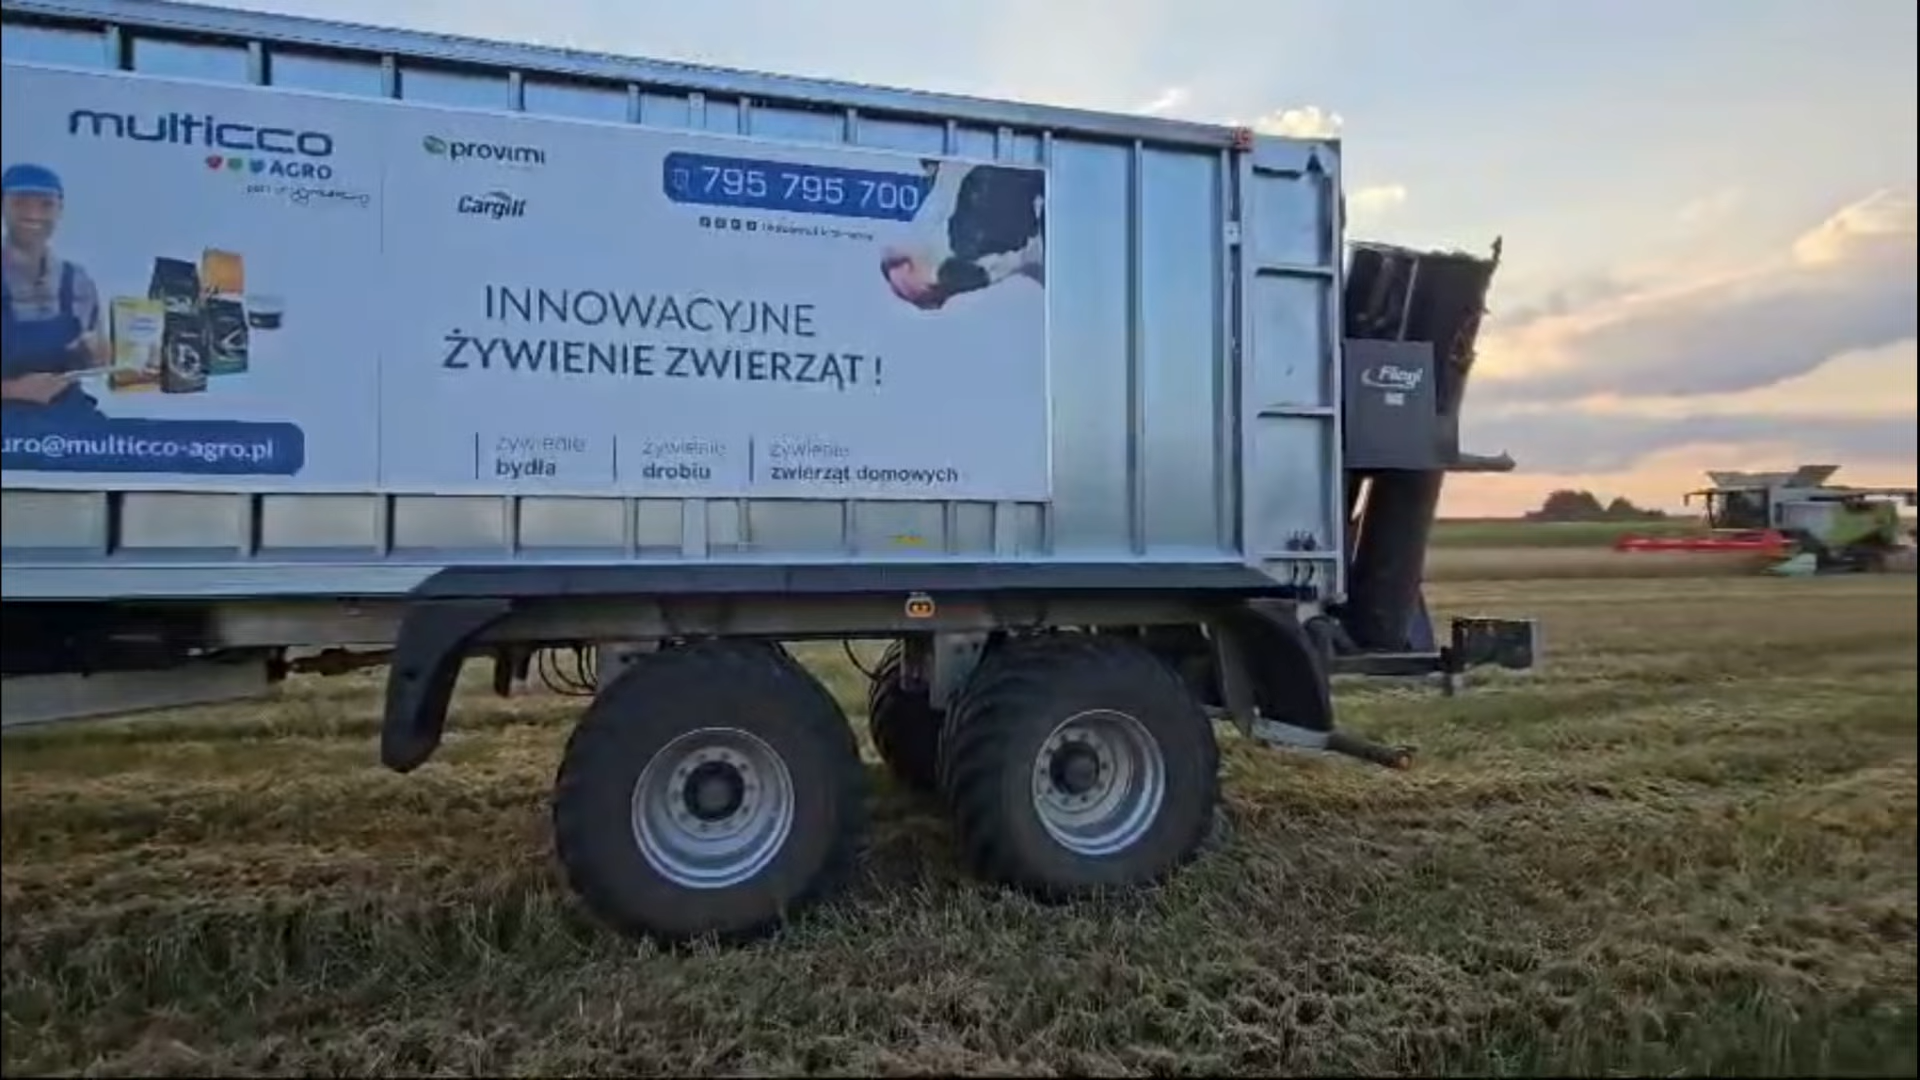 multicco
AGRO
uro@multicco-agro.pl
provimi
Cargill
795 795 700
INNOWACYJNE
ŻYWIENIE ZWIERZĄT !
żywienie
bydła
żywienie
drobiu
żywienie
zwierząt domowych
Fliegl